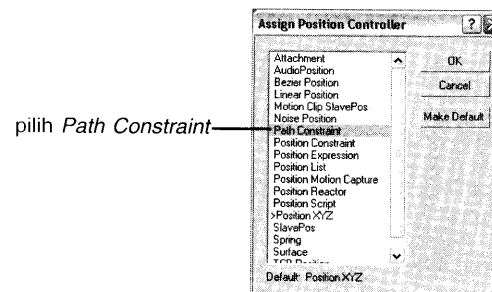 Assign Position Controller
Attachment
AudioPosition
Bezier Position
Linear Position
Motion Clip SlavePos
Noise Position
Path Constraint
Position Constraint
Position Expression
Position List
Position Motion Capture
Position Reactor
Position Script
>Position XYZ
SlavePos
Spring
Surface
OK
Cancel
Make Default
Default: Position XYZ
pilih Path Constraint